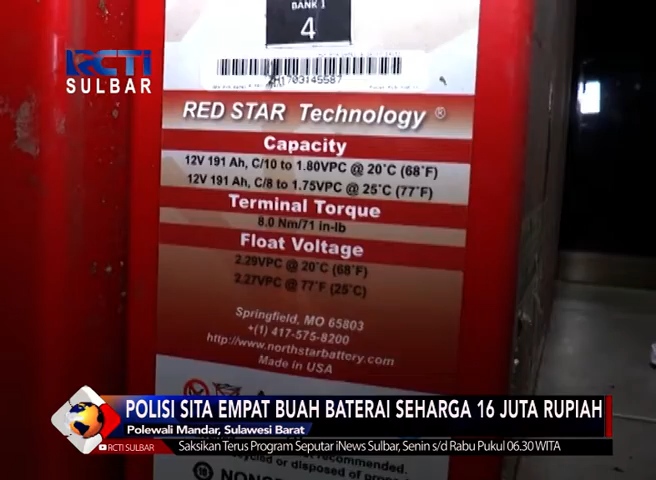 BANK 1
4
RCTI
SULBAR
RED STAR Technology ®
Capacity
12V 191 Ah, C/10 to 1.80VPC @ 20°C (68°F)
12V 191 Ah, C/8 to 1.75VPC @ 25°C (77°F)
Terminal Torque
8.0 Nm/71 in-lb
Float Voltage
2.29VPC @ 20°C (68°F)
2.27VPC @ 77°F (25°C)
Springfield, MO 65803
+(1) 417-575-8200
http://www.northstarbattery.com
Made in USA
POLISI SITA EMPAT BUAH BATERAI SEHARGA 16 JUTA RUPIAH
Polewali Mandar, Sulawesi Barat
RCTI SULBAR
Saksikan Terus Program Seputar iNews Sulbar, Senin s/d Rabu Pukul 06.30 WITA
recommended.
or disposed of